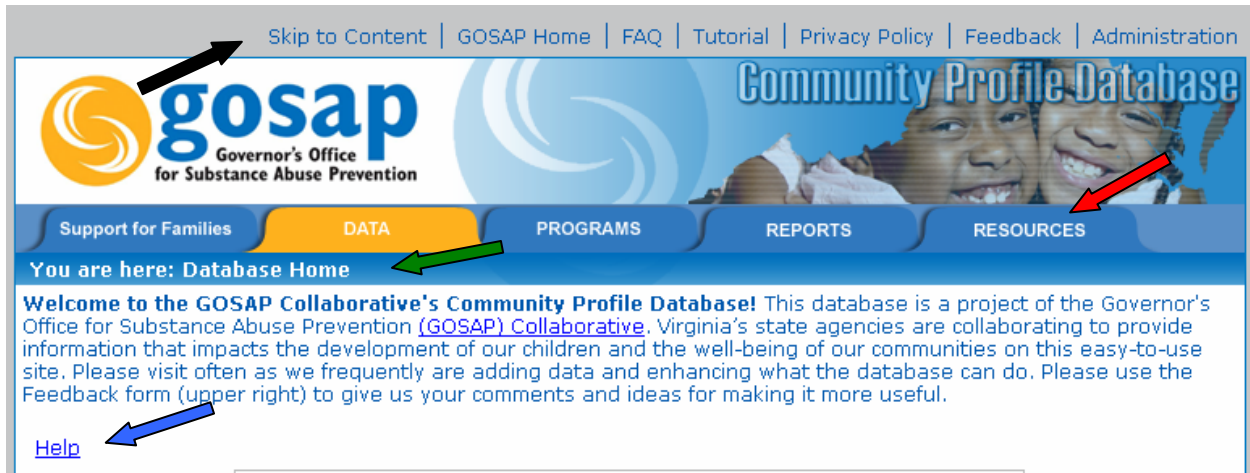 Skip to Content | GOSAP Home | FAQ | Tutorial | Privacy Policy | Feedback | Administration
Community Profile Database
gosap
Governor's Office
for Substance Abuse Prevention
Support for Families DATA PROGRAMS REPORTS RESOURCES
You are here: Database Home
Welcome to the GOSAP Collaborative's Community Profile Database! This database is a project of the Governor's
Office for Substance Abuse Prevention (GOSAP) Collaborative. Virginia's state agencies are collaborating to provide
information that impacts the development of our children and the well-being of our communities on this easy-to-use
site. Please visit often as we frequently are adding data and enhancing what the database can do. Please use the
Feedback form (upper right) to give us your comments and ideas for making it more useful.
Help